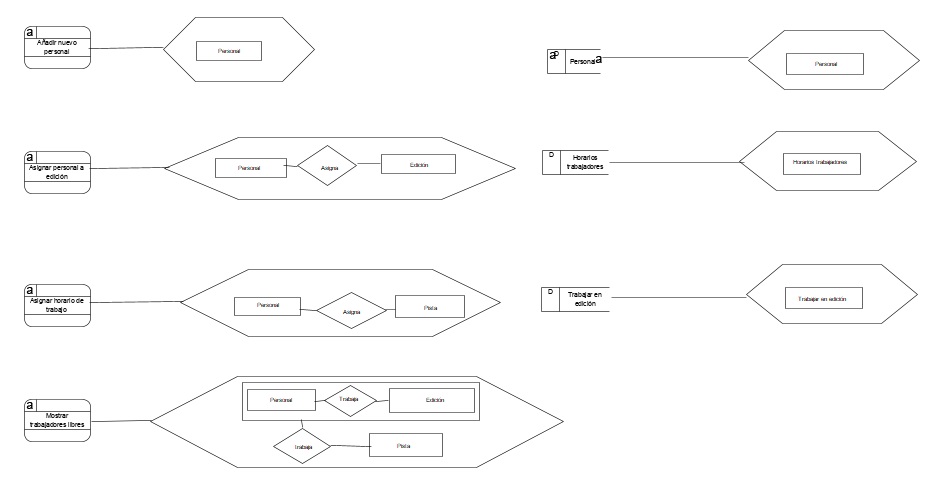 a
Añadir nuevo
personal
Personal
a
D
Personal
a
Personal
a
Asignar personal a
edición
Personal
Asigna
Edición
D
Horarios
trabajadores
Horarios trabajadores
a
Asignar horario de
trabajo
Personal
Asigna
Pista
D
Trabajar en
edición
Trabajar en edición
a
Mostrar
trabajadores libres
Personal
Trabaja
Edición
trabaja
Pista